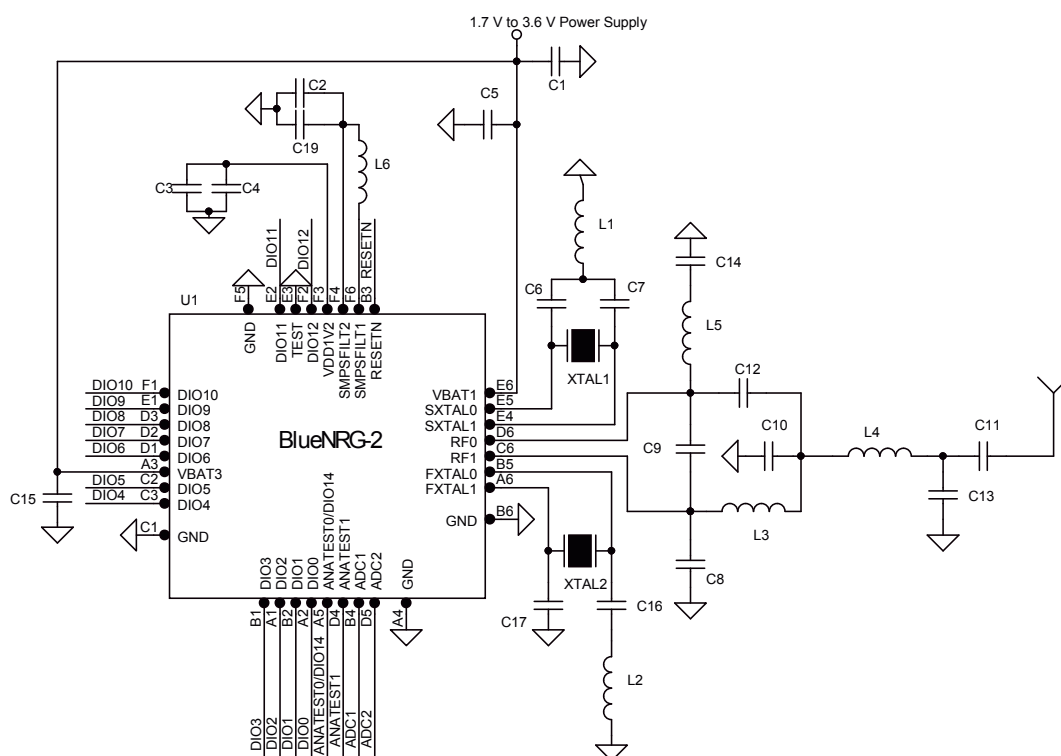 1.7 V to 3.6 V Power Supply
C1
C2
C5
C19
L6
C3
C4
L1
DIO11
DIO12
RESETN
C14
C6
C7
U1
F5
E2
E3
F2
F3
F4
F6
B3
L5
GND
DIO11
TEST
DIO12
VDD1V2
SMPSFILT2
SMPSFILT1
RESETN
XTAL1
C12
DIO10 F1 DIO10
DIO9 E1 DIO9
DIO8 D3 DIO8
DIO7 D2 DIO7
DIO6 D1 DIO6
A3 VBAT3
DIO5 C2 DIO5
DIO4 C3 DIO4
C1 GND
C15
BlueNRG-2
VBAT1 E6
SXTAL0 E5
SXTAL1 E4
RF0 D6
RF1 C6
FXTAL0 B5
FXTAL1 A6
GND B6
C9
C10
L4
C11
C13
L3
XTAL2
C8
C17
C16
L2
DIO3
DIO2
DIO1
DIO0
ANATEST0/DIO14
ANATEST1
ADC1
ADC2
GND
B1
A1
B2
A2
A5
D4
B4
D5
A4
DIO3
DIO2
DIO1
DIO0
ANATEST0/DIO14
ANATEST1
ADC1
ADC2